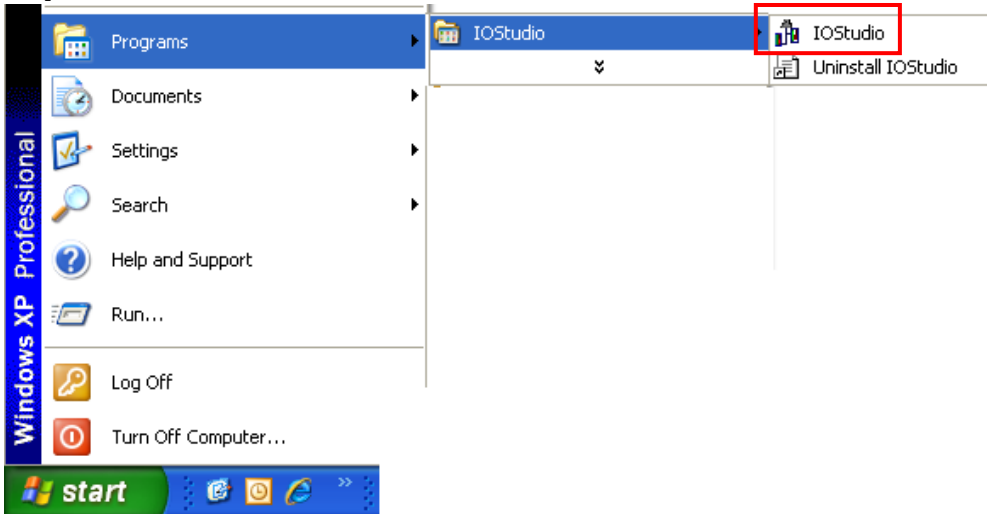 Programs
IOStudio
IOStudio
Uninstall IOStudio
Documents
Settings
Search
Help and Support
Run...
Log Off
Turn Off Computer...
Windows XP Professional
start